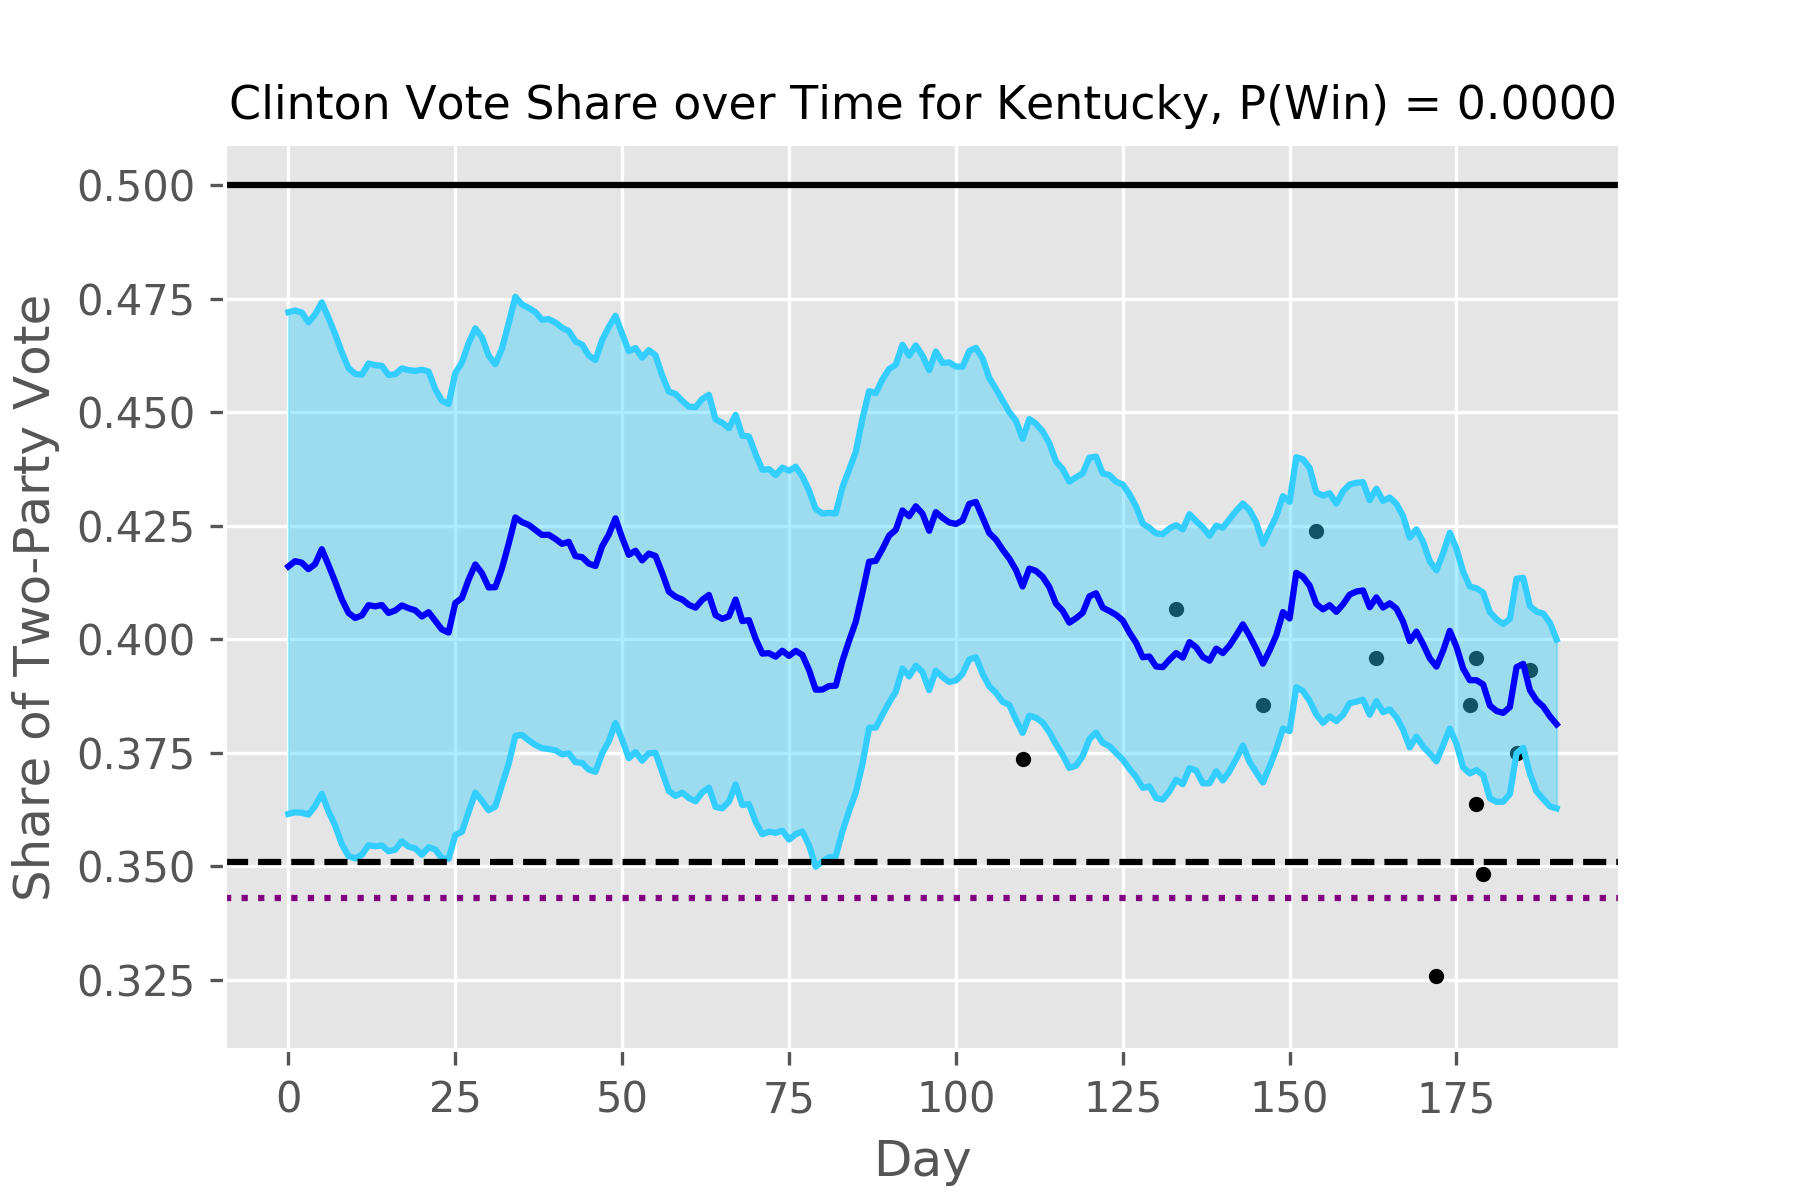 Clinton Vote Share over Time for Kentucky, P(Win) = 0.0000
Share of Two-Party Vote
0.500
0.475
0.450
0.425
0.400
0.375
0.350
0.325
0 25 50 75 100 125 150 175
Day